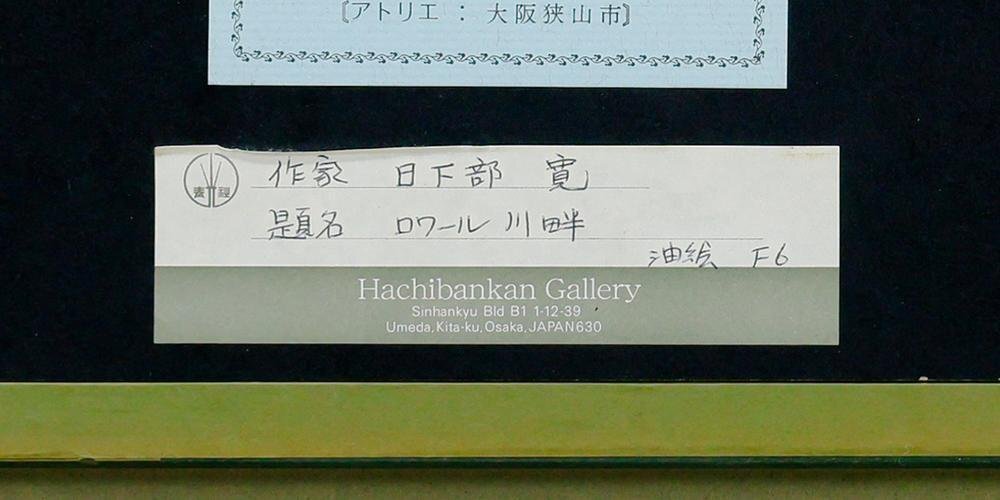 〔アトリエ : 大阪狭山市〕
作家 日下部 寛
題名 ロワール川畔
油絵 F6
Hachibankan Gallery
Sinhankyu Bld B1 1-12-39
Umeda,Kita-ku,Osaka,JAPAN630